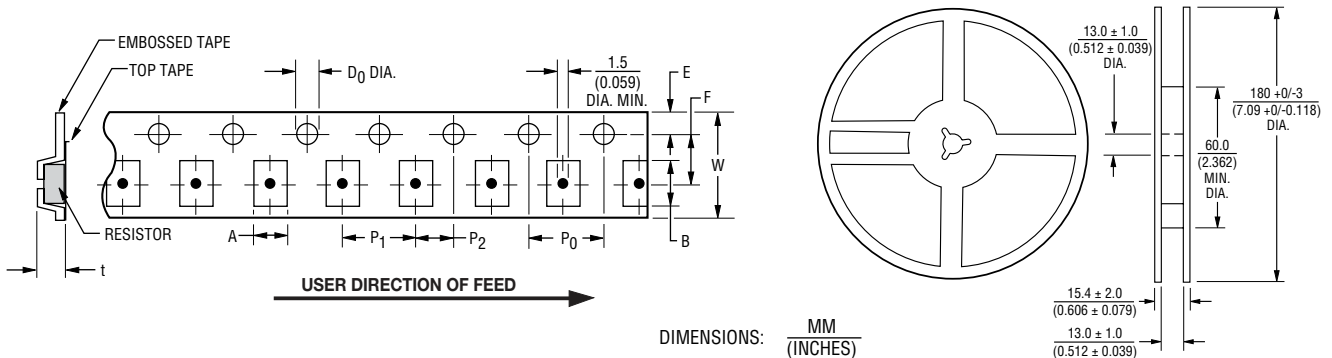 EMBOSSED TAPE
TOP TAPE
D0 DIA.
1.5
(0.059)
DIA. MIN.
E
F
W
RESISTOR
A
P1
P2
P0
B
t
USER DIRECTION OF FEED
DIMENSIONS: MM
(INCHES)
13.0 ± 1.0
(0.512 ± 0.039)
DIA.
180 +0/-3
(7.09 +0/-0.118)
DIA.
60.0
(2.362)
MIN.
DIA.
15.4 ± 2.0
(0.606 ± 0.079)
13.0 ± 1.0
(0.512 ± 0.039)